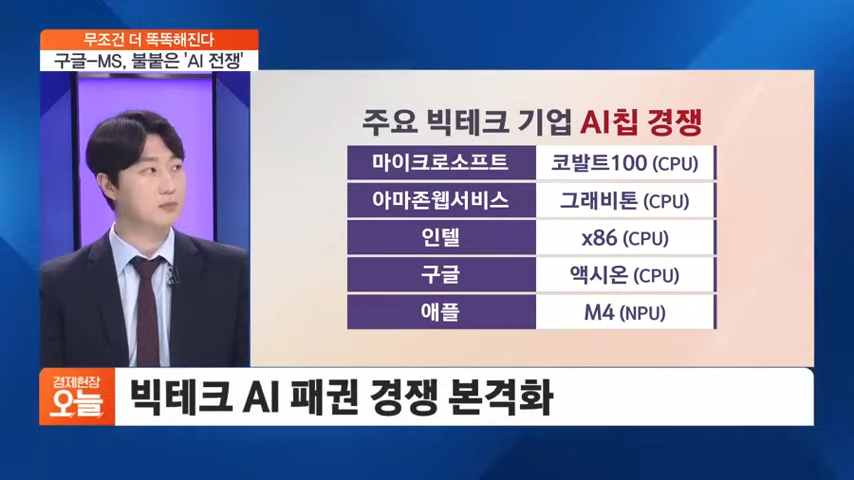 무조건 더 똑똑해진다
구글-MS, 불붙은 'AI 전쟁'
주요 빅테크 기업 AI칩 경쟁
마이크로소프트 코발트100 (CPU)
아마존웹서비스 그래비톤 (CPU)
인텔 x86 (CPU)
구글 액시온 (CPU)
애플 M4 (NPU)
경제현장
오늘
빅테크 AI 패권 경쟁 본격화